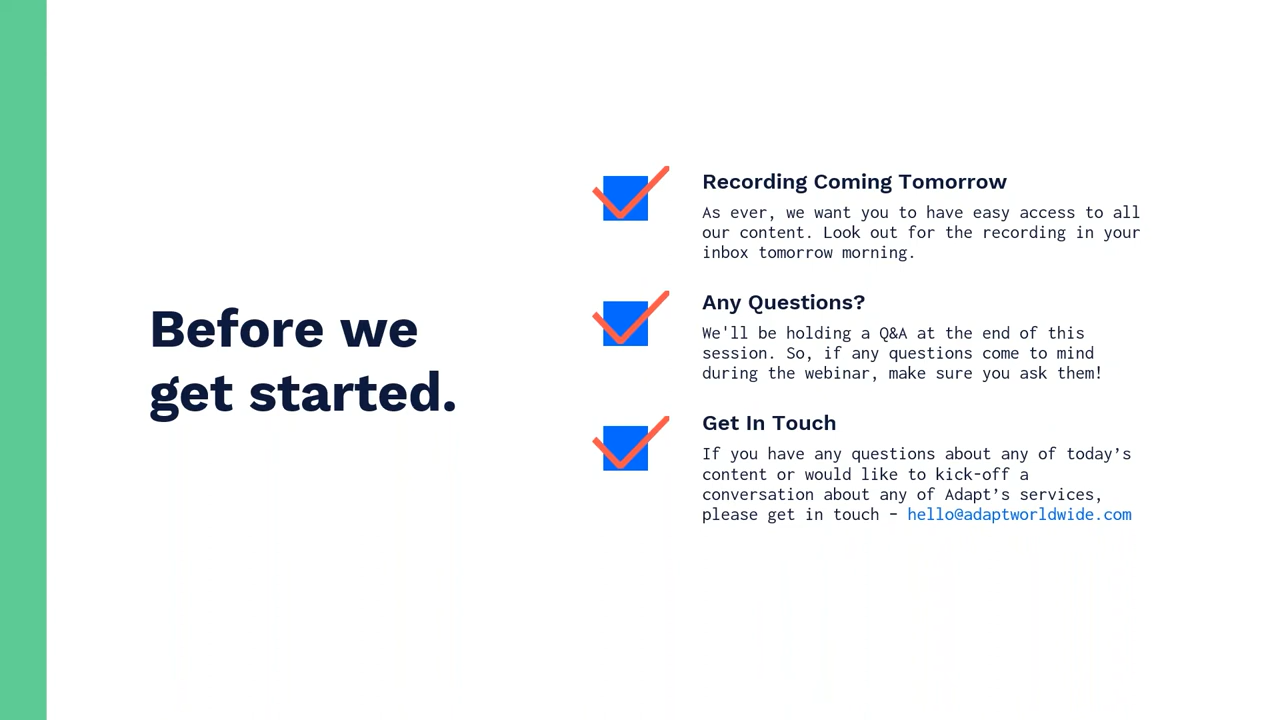 Before we
get started.
Recording Coming Tomorrow
As ever, we want you to have easy access to all
our content. Look out for the recording in your
inbox tomorrow morning.
Any Questions?
We'll be holding a Q&A at the end of this
session. So, if any questions come to mind
during the webinar, make sure you ask them!
Get In Touch
If you have any questions about any of today’s
content or would like to kick-off a
conversation about any of Adapt’s services,
please get in touch – hello@adaptworldwide.com